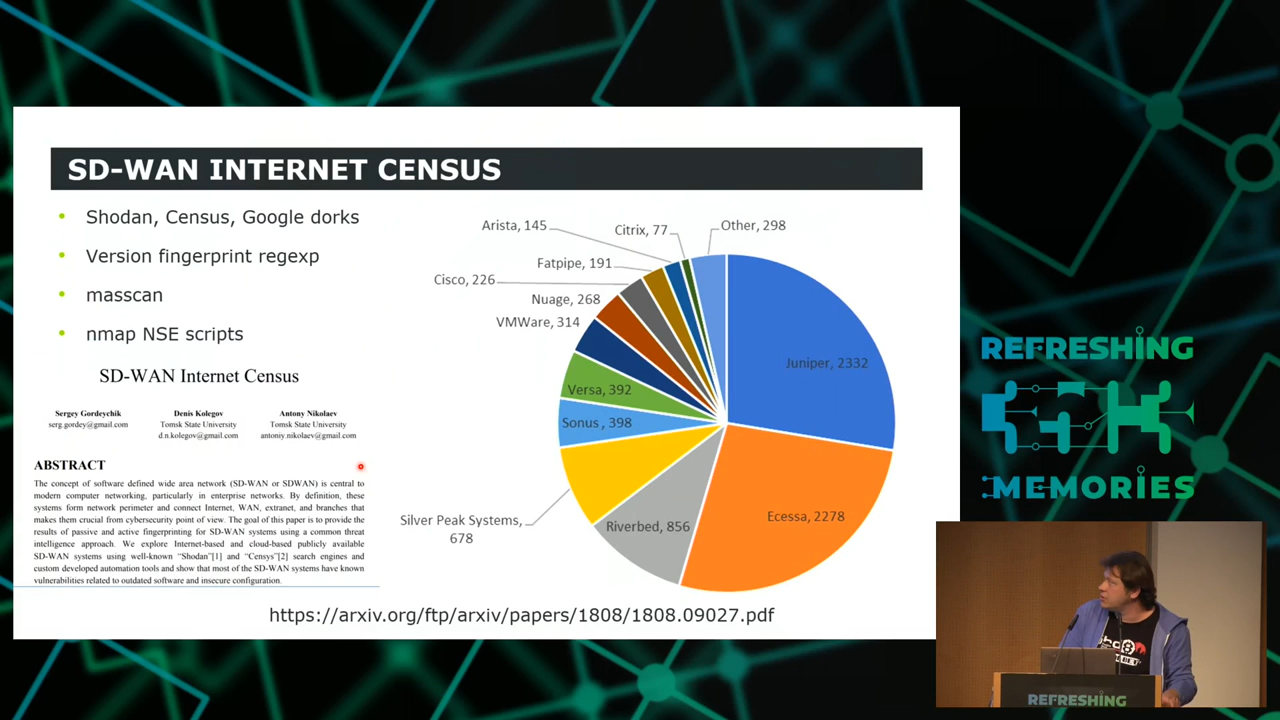 SD-WAN INTERNET CENSUS
• Shodan, Census, Google dorks
• Version fingerprint regexp
• masscan
• nmap NSE scripts
SD-WAN Internet Census
Sergey Gordeychik
serg.gordey@gmail.com
Denis Kolegov
Tomsk State University
d.n.kolegov@gmail.com
Antony Nikolaev
Tomsk State University
antoniy.nikolaev@gmail.com
ABSTRACT
The concept of software defined wide area network (SD-WAN or SDWAN) is central to
modern computer networking, particularly in enterprise networks. By definition, these
systems form network perimeter and connect Internet, WAN, extranet, and branches that
makes them crucial from cybersecurity point of view. The goal of this paper is to provide the
results of passive and active fingerprinting for SD-WAN systems using a common threat
intelligence approach. We explore Internet-based and cloud-based publicly available
SD-WAN systems using well-known “Shodan”[1] and “Censys”[2] search engines and
custom developed automation tools and show that most of the SD-WAN systems have known
vulnerabilities related to outdated software and insecure configuration.
Arista, 145
Citrix, 77
Other, 298
Fatpipe, 191
Cisco, 226
Nuage, 268
VMWare, 314
Juniper, 2332
Versa, 392
Sonus , 398
Silver Peak Systems,
678
Riverbed, 856
Ecessa, 2278
https://arxiv.org/ftp/arxiv/papers/1808/1808.09027.pdf
REFRESHING
MEMORIES
REFRESHING